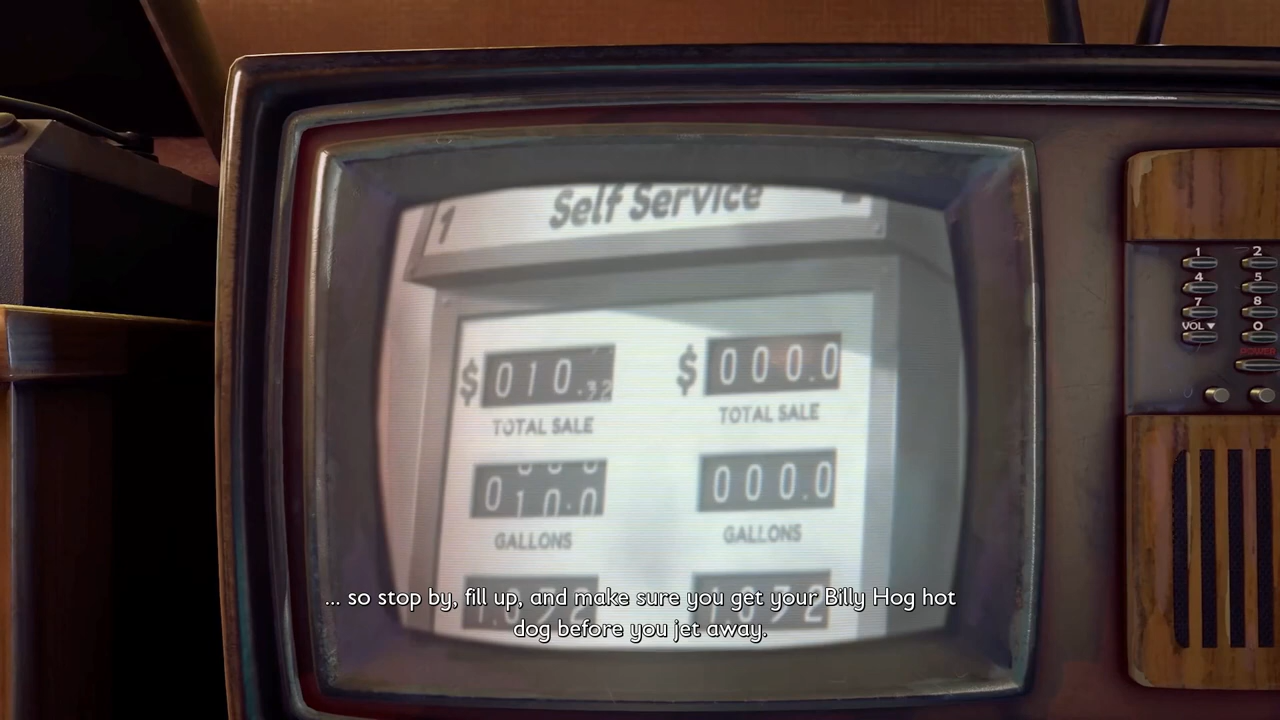 Self Service
1
$ 010.32
$ 000.0
TOTAL SALE
TOTAL SALE
000.0
GALLONS
GALLONS
1 2
4 5
7 8
VOL▼ 0
POWER
... so stop by, fill up, and make sure you get your Billy Hog hot
dog before you jet away.